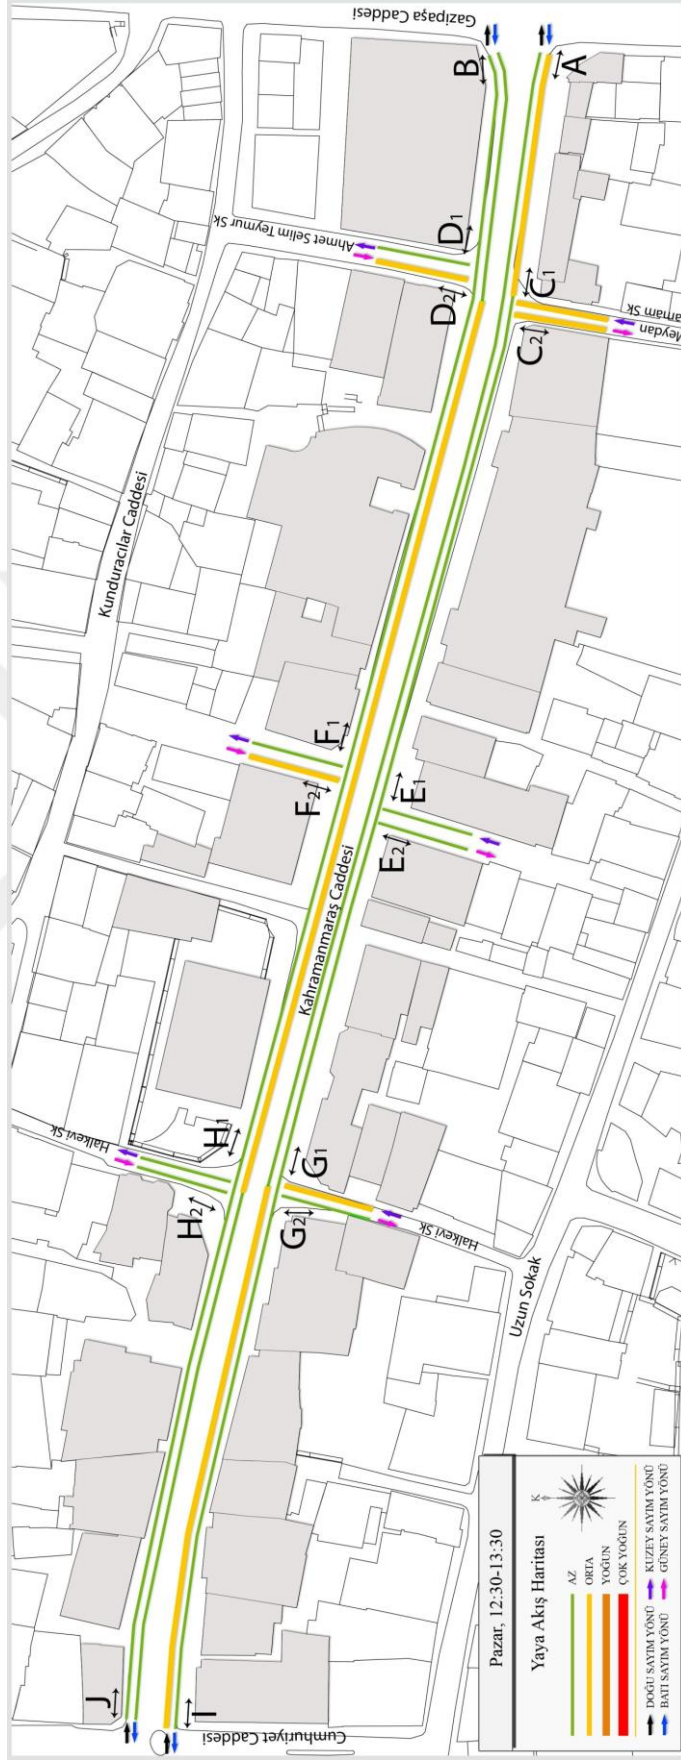 Gazipaşa Caddesi
B
A
Ahmet Selim Teymur Sk
D1
D2
C1
C2
Meydan
amam Sk
Kunduracılar Caddesi
F1
F2
E1
E2
Kahramanmaraş Caddesi
Halkevi Sk
H1
H2
G1
G2
Halkevi Sk
Uzun Sokak
J
I
Cumhuriyet Caddesi
Pazar, 12:30-13:30
Yaya Akış Haritası
K
AZ
ORTA
YOĞUN
ÇOK YOĞUN
DOĞU SAYIM YÖNÜ
KUZEY SAYIM YÖNÜ
BATI SAYIM YÖNÜ
GÜNEY SAYIM YÖNÜ